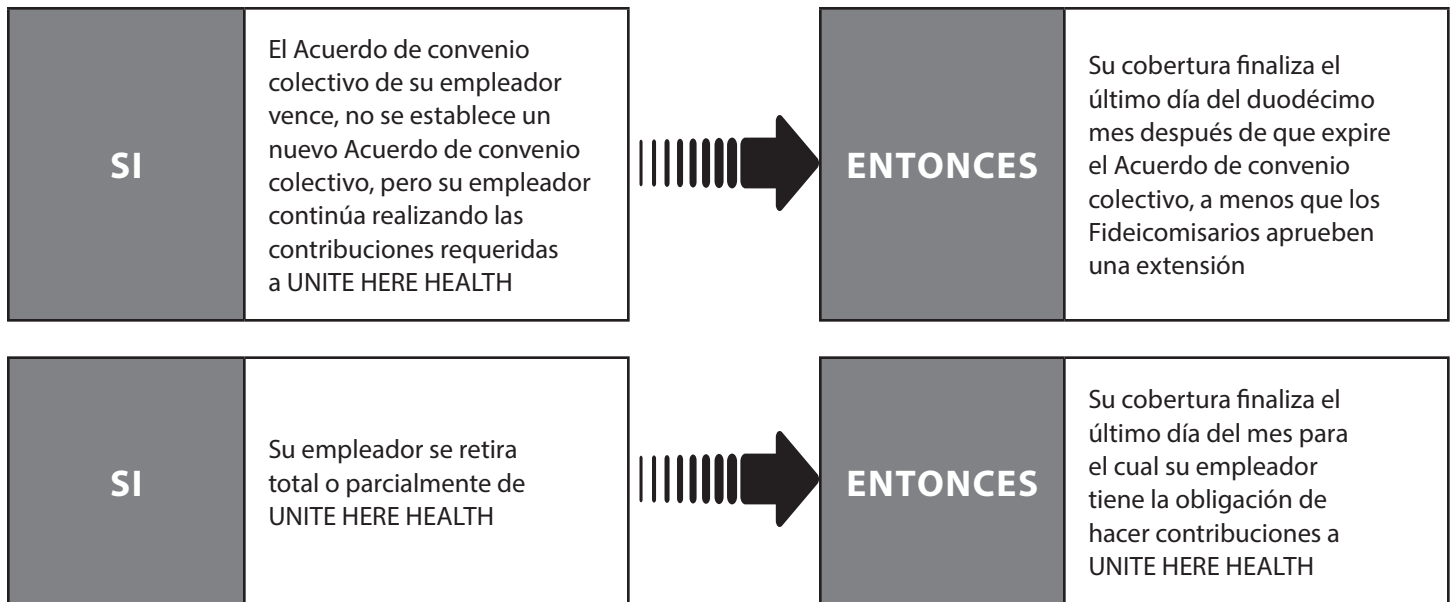 SI
El Acuerdo de convenio
colectivo de su empleador
vence, no se establece un
nuevo Acuerdo de convenio
colectivo, pero su empleador
continúa realizando las
contribuciones requeridas
a UNITE HERE HEALTH
ENTONCES
Su cobertura finaliza el
último día del duodécimo
mes después de que expire
el Acuerdo de convenio
colectivo, a menos que los
Fideicomisarios aprueben
una extensión
SI
Su empleador se retira
total o parcialmente de
UNITE HERE HEALTH
ENTONCES
Su cobertura finaliza el
último día del mes para
el cual su empleador
tiene la obligación de
hacer contribuciones a
UNITE HERE HEALTH